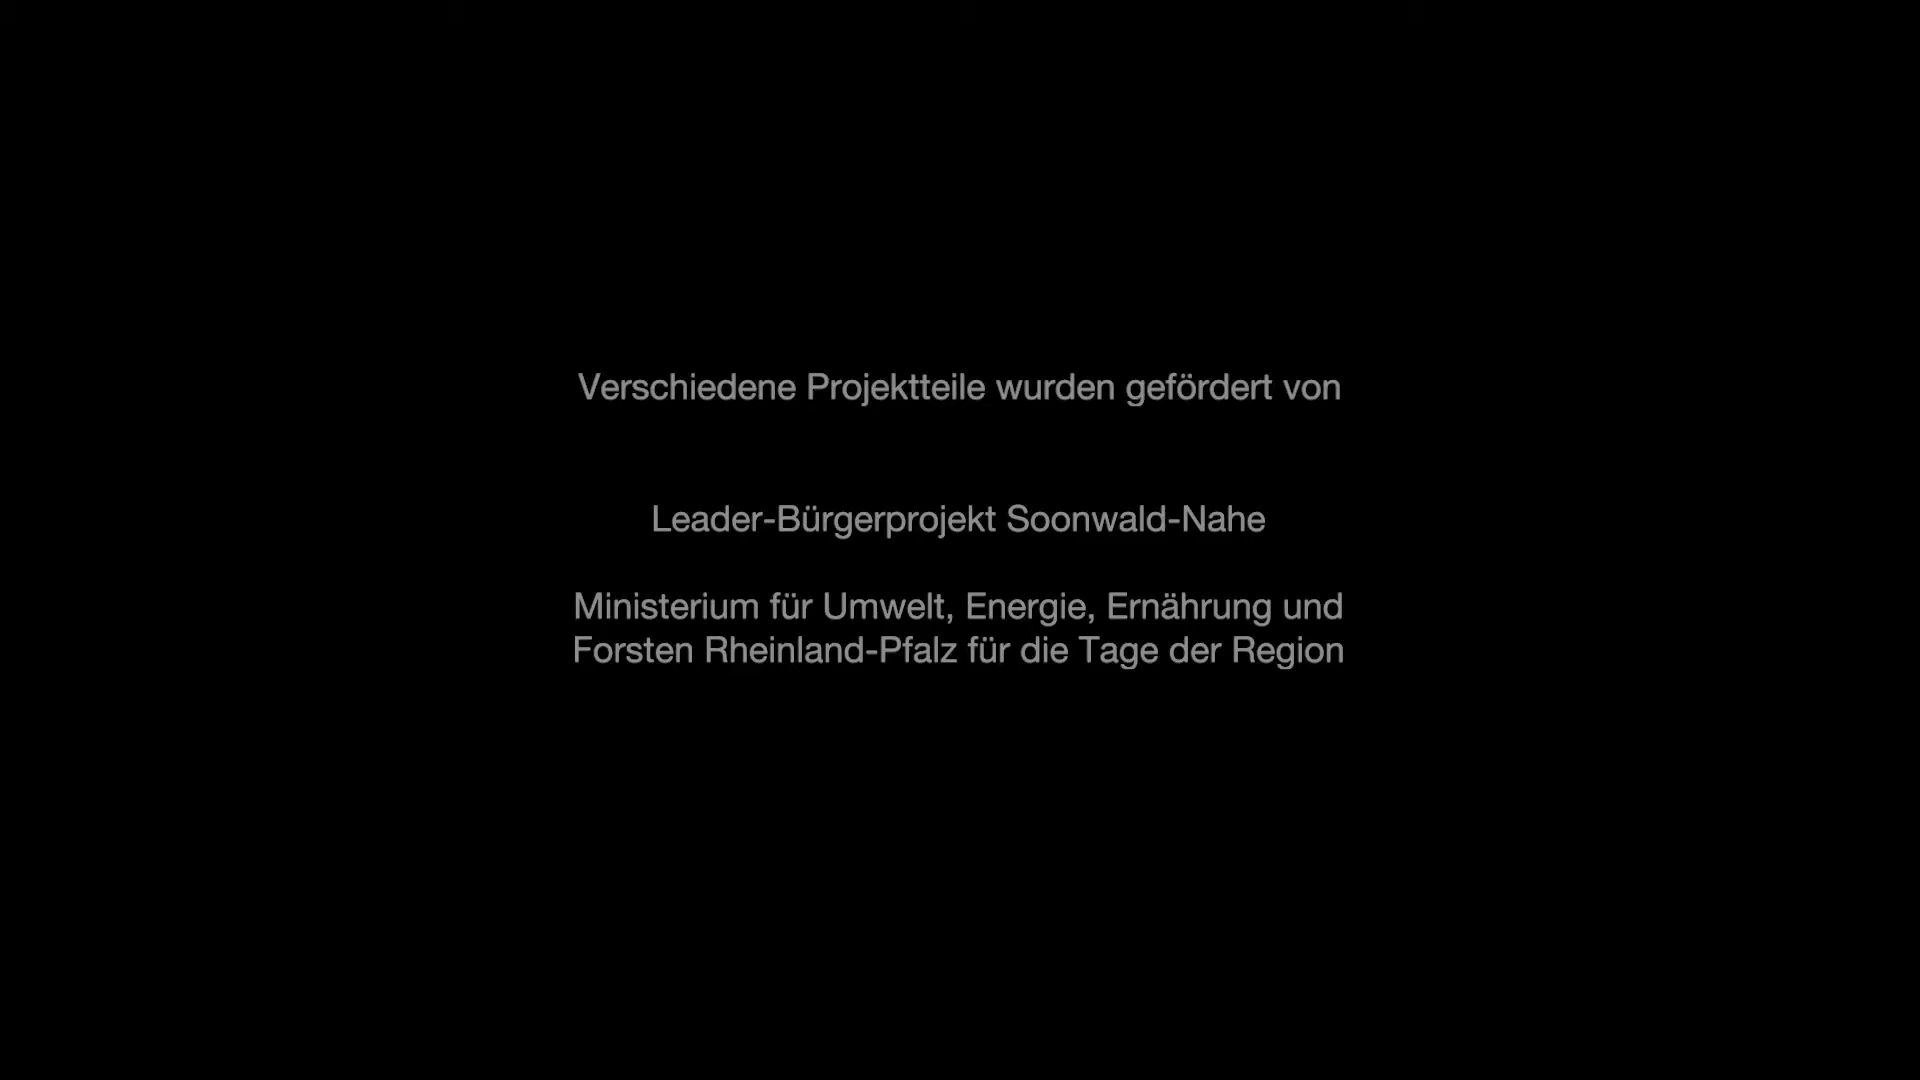 Verschiedene Projektteile wurden gefördert von
Leader-Bürgerprojekt Soonwald-Nahe
Ministerium für Umwelt, Energie, Ernährung und
Forsten Rheinland-Pfalz für die Tage der Region